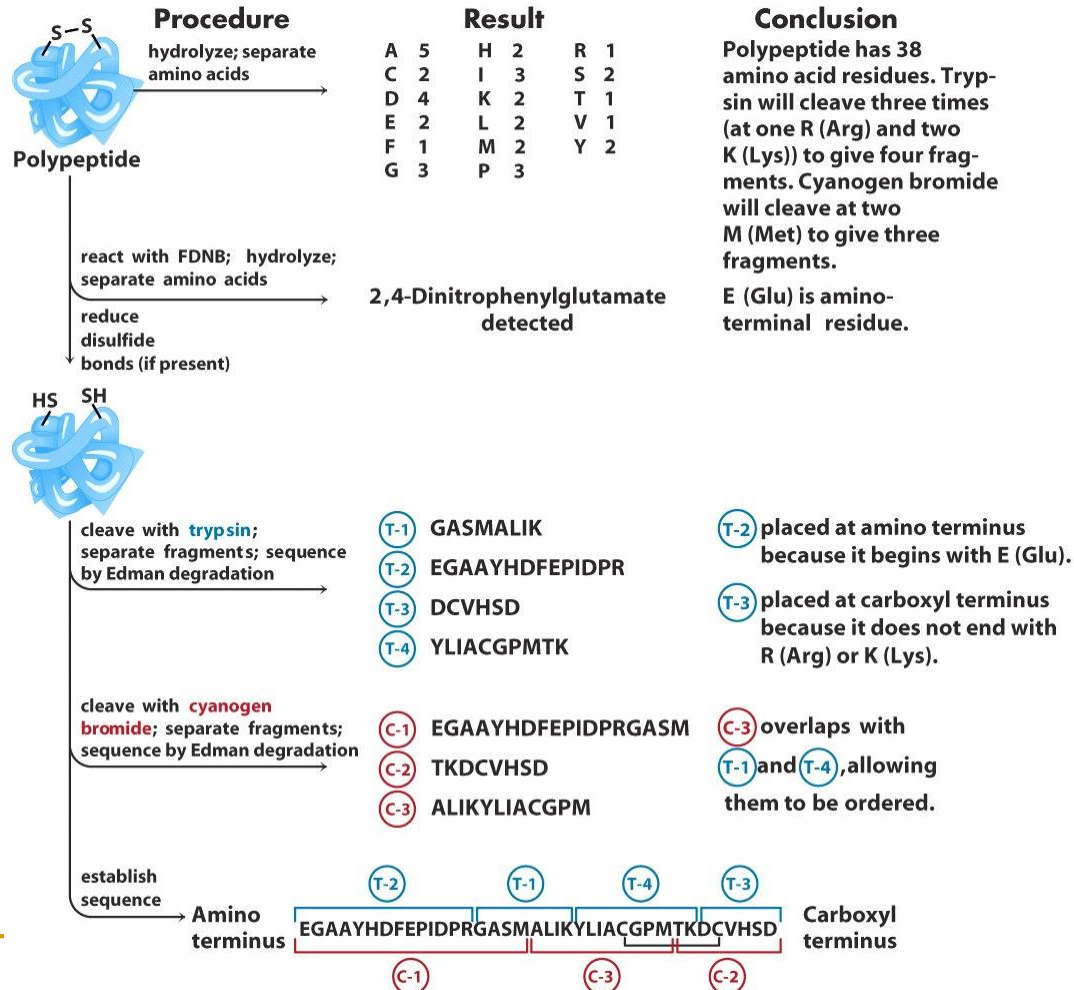 Procedure
Result
Conclusion
S–S
Polypeptide
hydrolyze; separate
amino acids
A 5 H 2 R 1
C 2 I 3 S 2
D 4 K 2 T 1
E 2 L 2 V 1
F 1 M 2 Y 2
G 3 P 3
Polypeptide has 38
amino acid residues. Tryp-
sin will cleave three times
(at one R (Arg) and two
K (Lys)) to give four frag-
ments. Cyanogen bromide
will cleave at two
M (Met) to give three
fragments.
react with FDNB; hydrolyze;
separate amino acids
2,4-Dinitrophenylglutamate
detected
E (Glu) is amino-
terminal residue.
reduce
disulfide
bonds (if present)
HS SH
cleave with trypsin;
separate fragments; sequence
by Edman degradation
T-1 GASMALIK
T-2 EGAAYHDFEPIDPR
T-3 DCVHSD
T-4 YLIACGPMTK
T-2 placed at amino terminus
because it begins with E (Glu).
T-3 placed at carboxyl terminus
because it does not end with
R (Arg) or K (Lys).
cleave with cyanogen
bromide; separate fragments;
sequence by Edman degradation
C-1 EGAAYHDFEPIDPRGASM
C-2 TKDCVHSD
C-3 ALIKYLIACGPM
C-3 overlaps with
T-1 and T-4, allowing
them to be ordered.
establish
sequence
Amino
terminus
T-2 T-1 T-4 T-3
EGAAYHDFEPIDPRGASMALIKYLIACGPMTKDCVHSD
C-1 C-3 C-2
Carboxyl
terminus